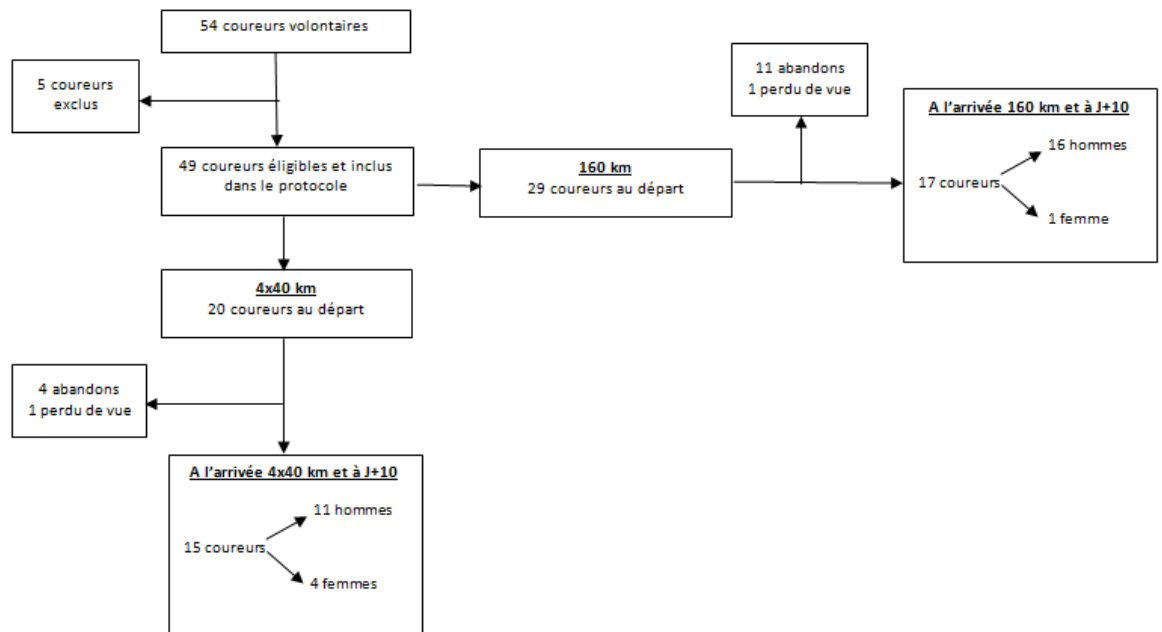 54 coureurs volontaires
5 coureurs
exclus
11 abandons
1 perdu de vue
49 coureurs éligibles et inclus
dans le protocole
160 km
29 coureurs au départ
A l'arrivée 160 km et à J+10
16 hommes
17 coureurs
1 femme
4x40 km
20 coureurs au départ
4 abandons
1 perdu de vue
A l'arrivée 4x40 km et à J+10
11 hommes
15 coureurs
4 femmes